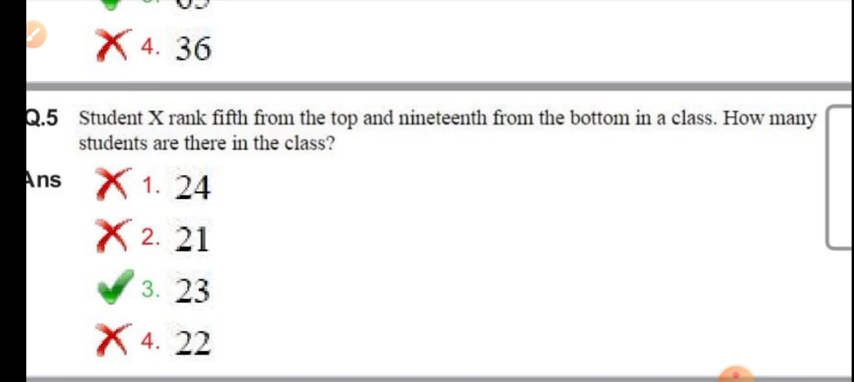 4. 36
Q.5 Student X rank fifth from the top and nineteenth from the bottom in a class. How many
students are there in the class?
Ans 1. 24
2. 21
3. 23
4. 22